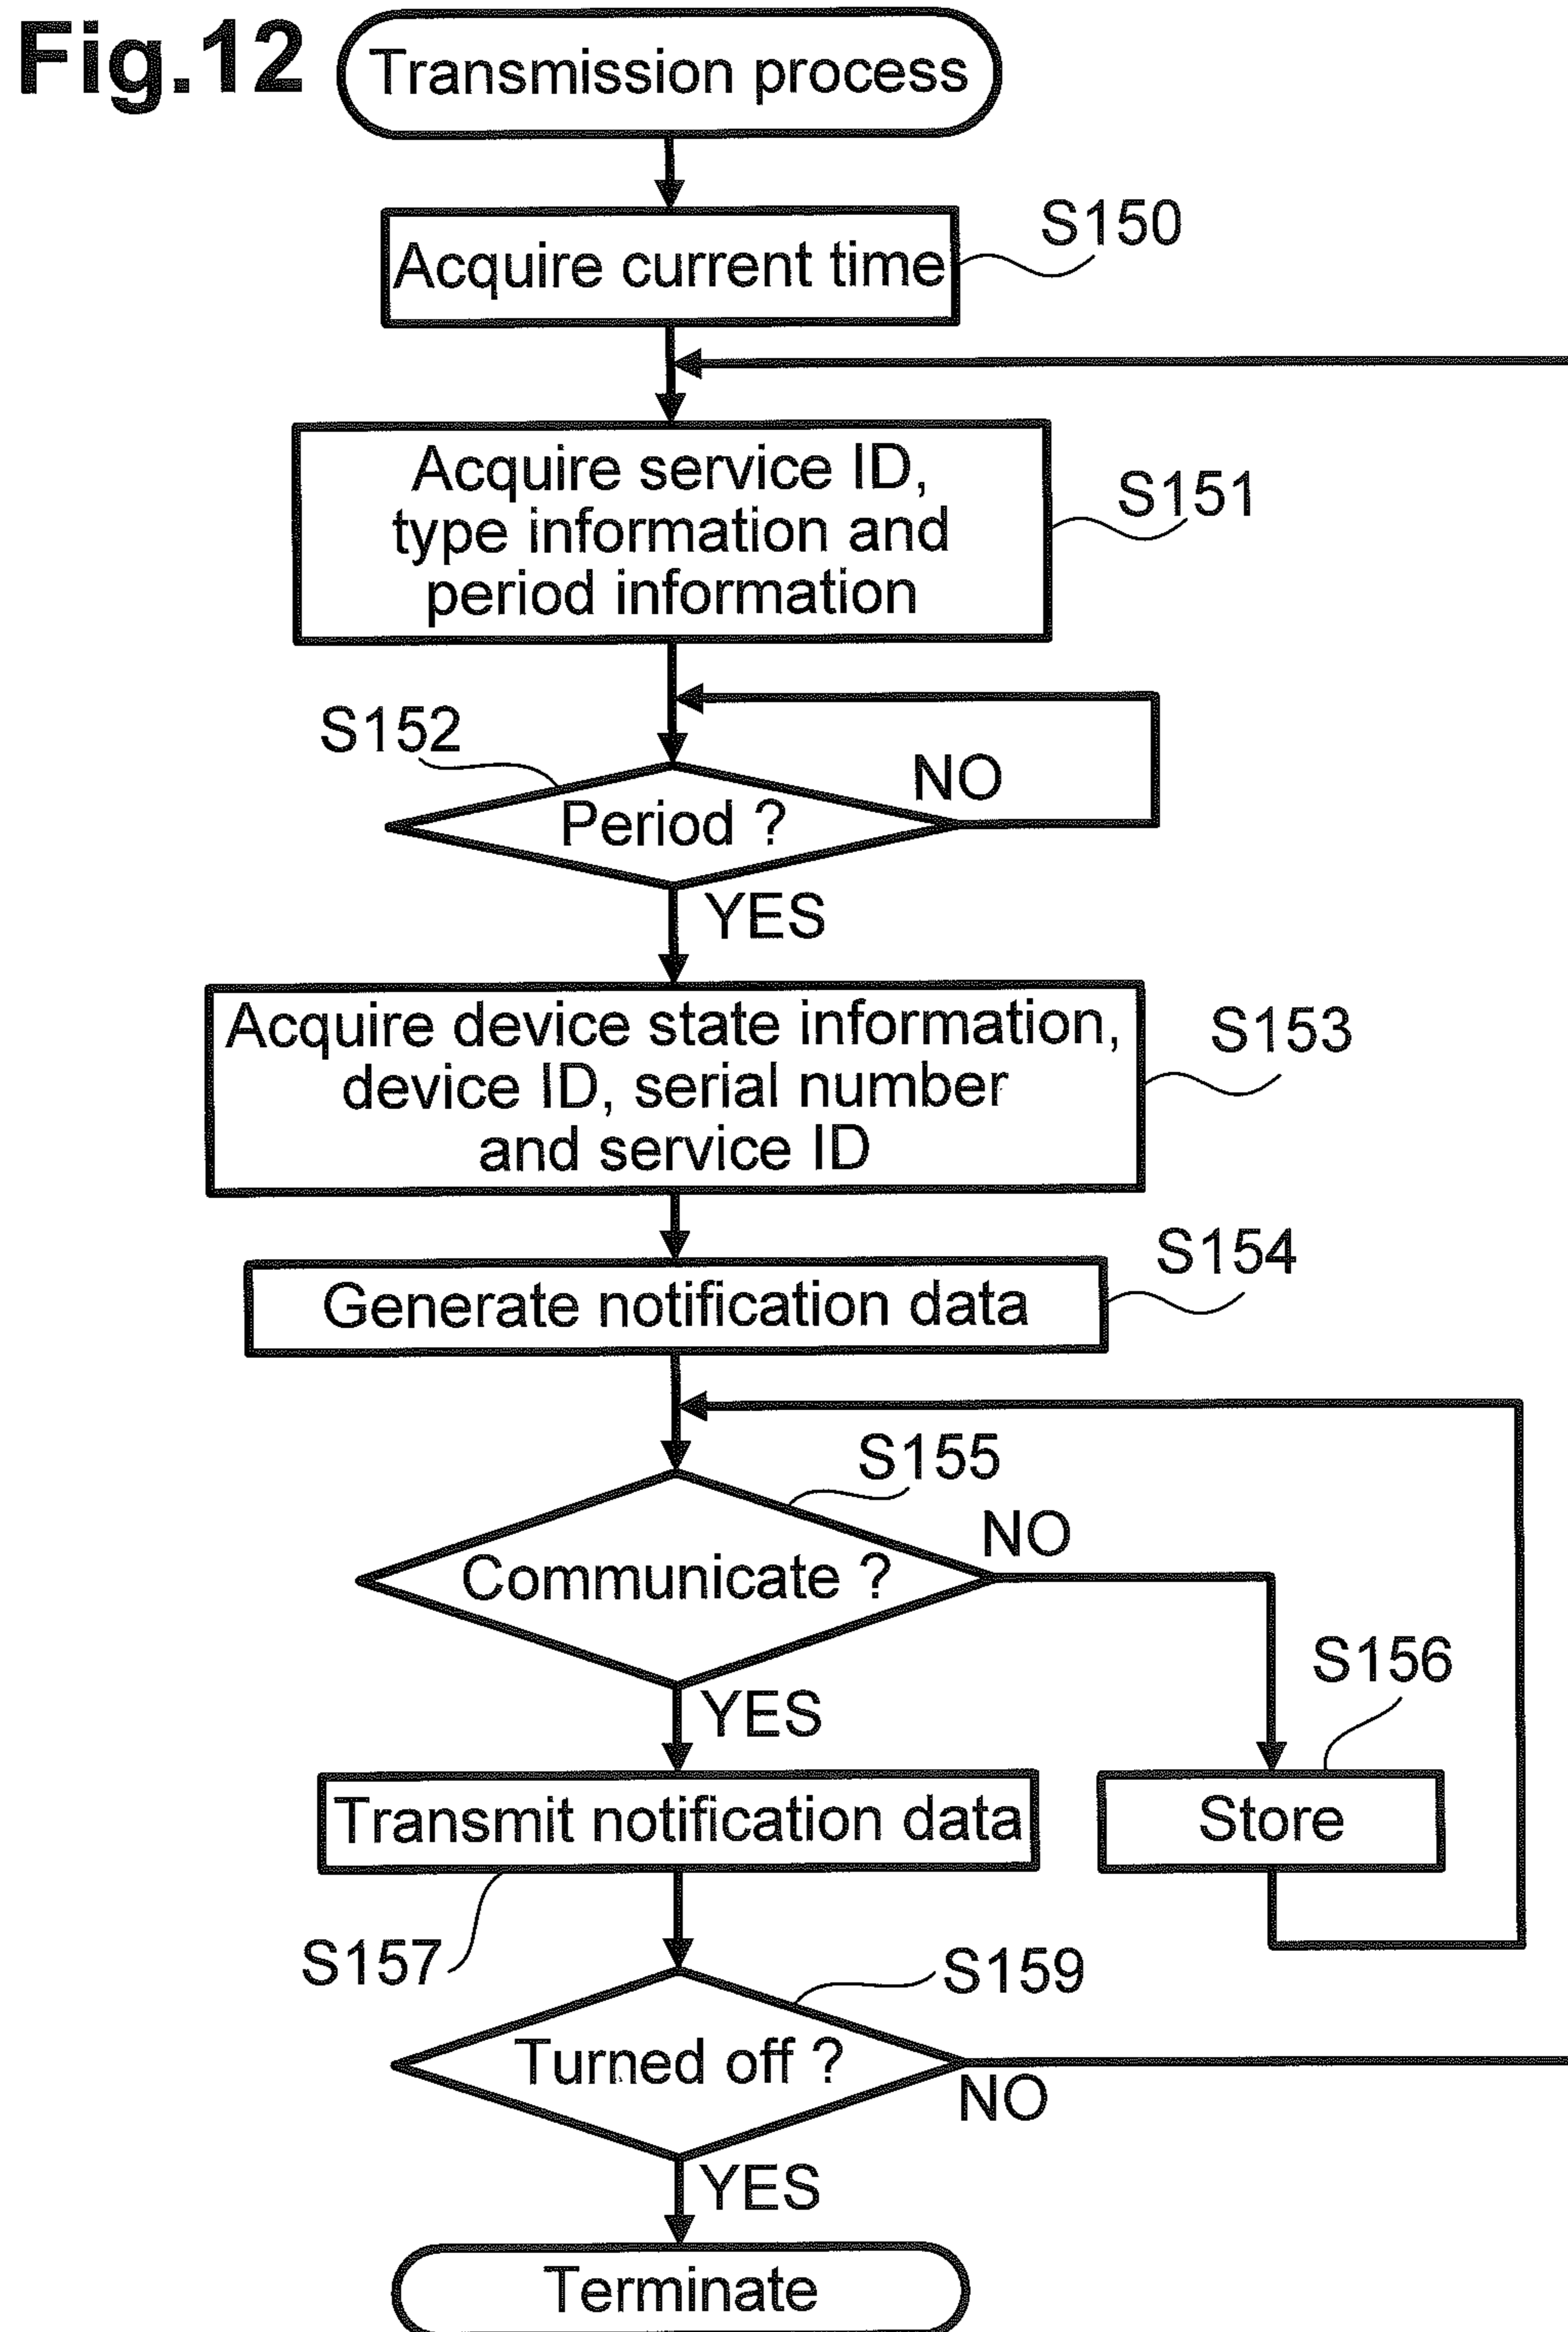 Fig.12
Transmission process
Acquire current time
S150
Acquire service ID,
type information and
period information
S151
S152
Period ?
NO
YES
Acquire device state information,
device ID, serial number
and service ID
S153
Generate notification data
S154
S155
Communicate ?
NO
YES
S156
Transmit notification data
Store
S157
S159
Turned off ?
NO
YES
Terminate